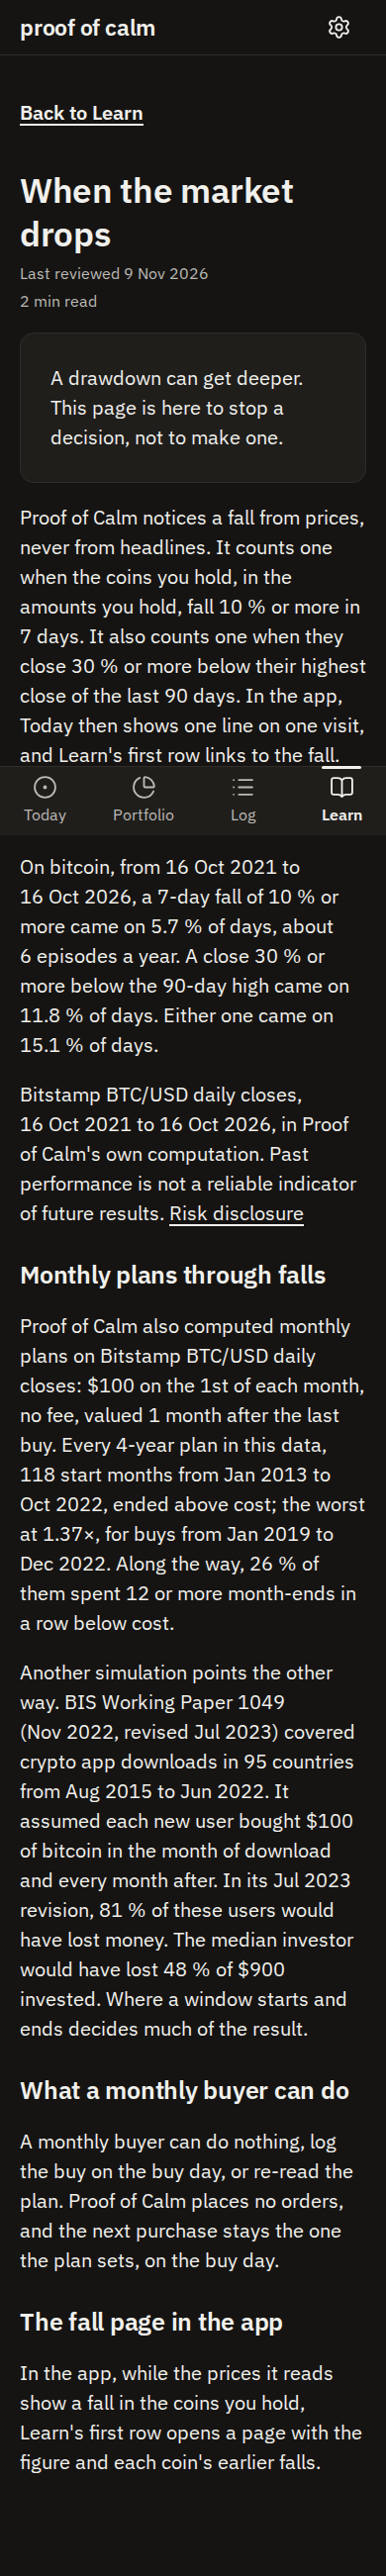 proof of calm
Back to Learn
When the market
drops
Last reviewed 9 Nov 2026
2 min read
A drawdown can get deeper.
This page is here to stop a
decision, not to make one.
Proof of Calm notices a fall from prices,
never from headlines. It counts one
when the coins you hold, in the
amounts you hold, fall 10 % or more in
7 days. It also counts one when they
close 30 % or more below their highest
close of the last 90 days. In the app,
Today then shows one line on one visit,
and Learn's first row links to the fall.
Today
Portfolio
Log
Learn
On bitcoin, from 16 Oct 2021 to
16 Oct 2026, a 7-day fall of 10 % or
more came on 5.7 % of days, about
6 episodes a year. A close 30 % or
more below the 90-day high came on
11.8 % of days. Either one came on
15.1 % of days.
Bitstamp BTC/USD daily closes,
16 Oct 2021 to 16 Oct 2026, in Proof
of Calm's own computation. Past
performance is not a reliable indicator
of future results. Risk disclosure
Monthly plans through falls
Proof of Calm also computed monthly
plans on Bitstamp BTC/USD daily
closes: $100 on the 1st of each month,
no fee, valued 1 month after the last
buy. Every 4-year plan in this data,
118 start months from Jan 2013 to
Oct 2022, ended above cost; the worst
at 1.37×, for buys from Jan 2019 to
Dec 2022. Along the way, 26 % of
them spent 12 or more month-ends in
a row below cost.
Another simulation points the other
way. BIS Working Paper 1049
(Nov 2022, revised Jul 2023) covered
crypto app downloads in 95 countries
from Aug 2015 to Jun 2022. It
assumed each new user bought $100
of bitcoin in the month of download
and every month after. In its Jul 2023
revision, 81 % of these users would
have lost money. The median investor
would have lost 48 % of $900
invested. Where a window starts and
ends decides much of the result.
What a monthly buyer can do
A monthly buyer can do nothing, log
the buy on the buy day, or re-read the
plan. Proof of Calm places no orders,
and the next purchase stays the one
the plan sets, on the buy day.
The fall page in the app
In the app, while the prices it reads
show a fall in the coins you hold,
Learn's first row opens a page with the
figure and each coin's earlier falls.